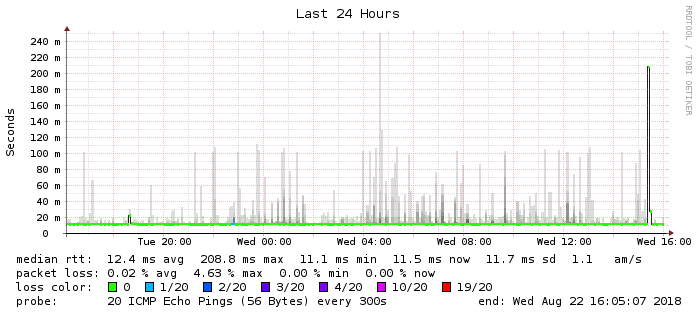 Last 24 Hours
RRDTOOL / TOBI OETIKER
Seconds
240 m
220 m
200 m
180 m
160 m
140 m
120 m
100 m
80 m
60 m
40 m
20 m
0
Tue 20:00 Wed 00:00 Wed 04:00 Wed 08:00 Wed 12:00 Wed 16:00
median rtt: 12.4 ms avg 208.8 ms max 11.1 ms min 11.5 ms now 11.7 ms sd 1.1 am/s
packet loss: 0.02 % avg 4.63 % max 0.00 % min 0.00 % now
loss color: 0 1/20 2/20 3/20 4/20 10/20 19/20
probe: 20 ICMP Echo Pings (56 Bytes) every 300s end: Wed Aug 22 16:05:07 2018